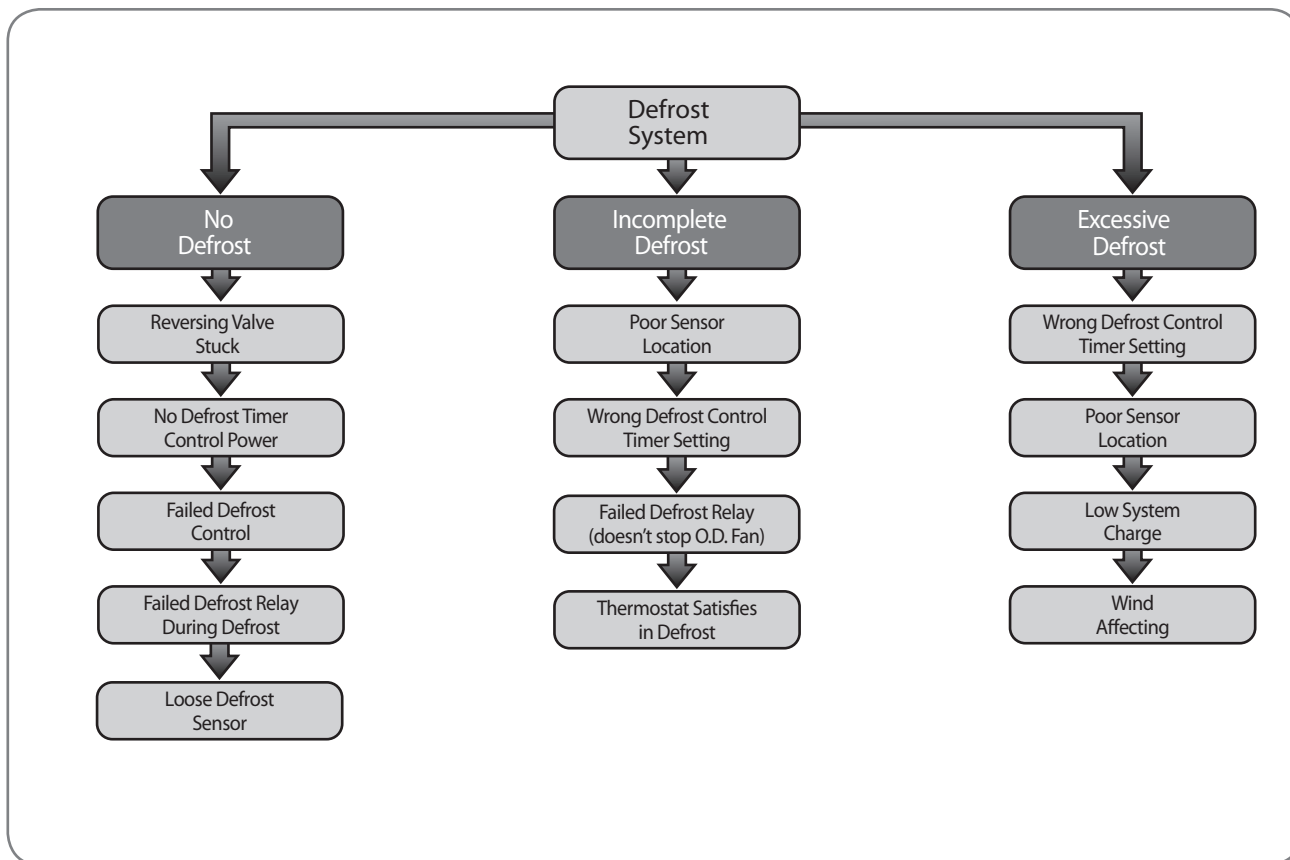 Defrost
System
No
Defrost
Reversing Valve
Stuck
No Defrost Timer
Control Power
Failed Defrost
Control
Failed Defrost Relay
During Defrost
Loose Defrost
Sensor
Incomplete
Defrost
Poor Sensor
Location
Wrong Defrost Control
Timer Setting
Failed Defrost Relay
(doesn't stop O.D. Fan)
Thermostat Satisfies
in Defrost
Excessive
Defrost
Wrong Defrost Control
Timer Setting
Poor Sensor
Location
Low System
Charge
Wind
Affecting